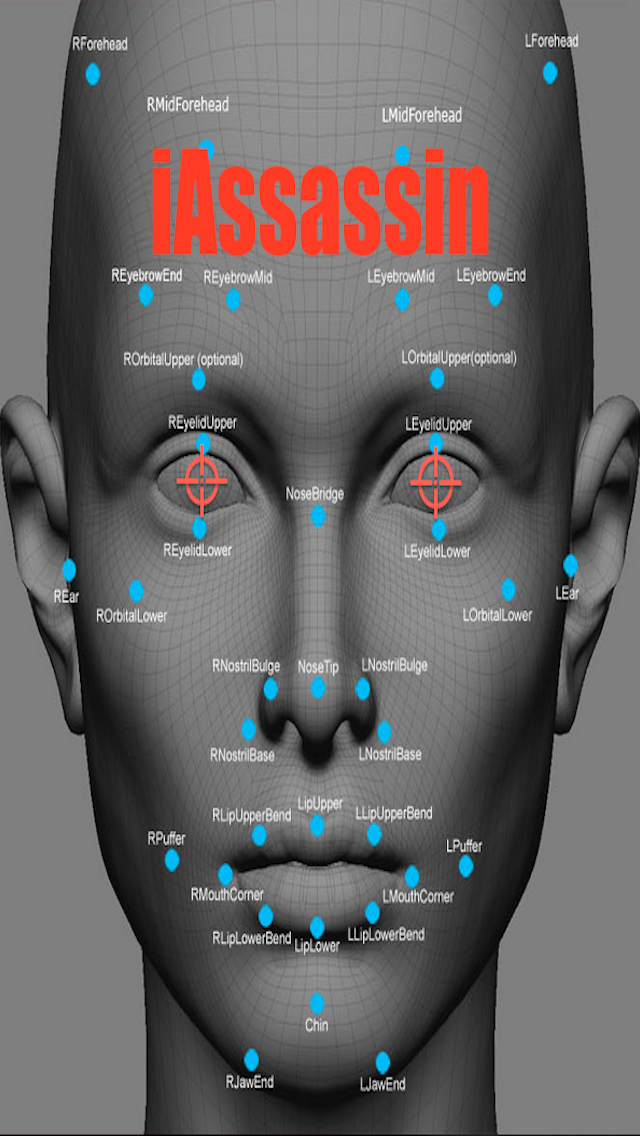 RForehead
LForehead
RMidForehead
LMidForehead
iAssassin
REyebrowEnd
REyebrowMid
LEyebrowMid
LEyebrowEnd
ROrbitalUpper (optional)
LOrbitalUpper(optional)
REyelidUpper
LEyelidUpper
NoseBridge
REyelidLower
LEyelidLower
REar
LEar
ROrbitalLower
LOrbitalLower
RNostrilBulge
NoseTip
LNostrilBulge
RNostrilBase
LNostrilBase
RLipUpperBend
LipUpper
LLipUpperBend
RPuffer
LPuffer
RMouthCorner
LMouthCorner
RLipLowerBend
LipLower
LLipLowerBend
Chin
RJawEnd
LJawEnd